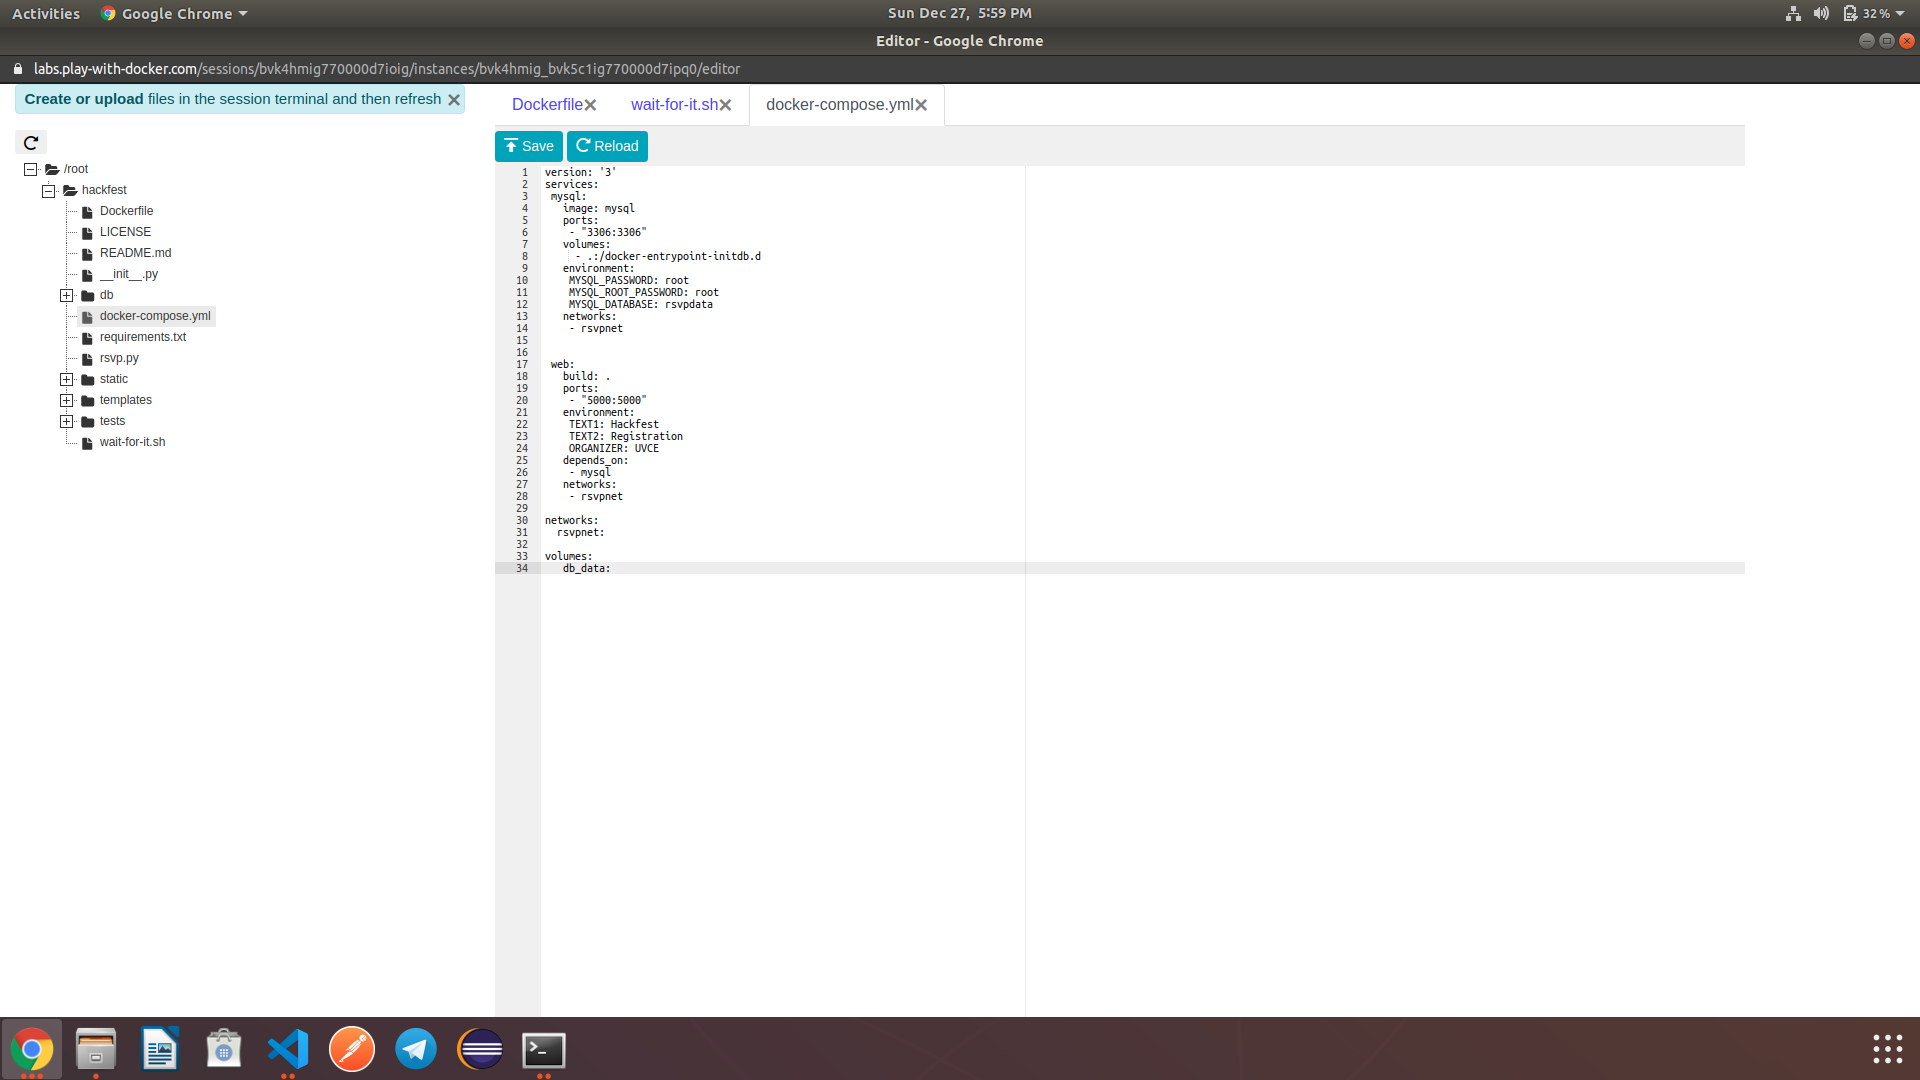 Activities Google Chrome Sun Dec 27, 5:59 PM 32 %
Editor - Google Chrome
labs.play-with-docker.com/sessions/bvk4hmig770000d7ioig/instances/bvk4hmig_bvk5c1ig770000d7ipq0/editor
Create or upload files in the session terminal and then refresh
Dockerfile wait-for-it.sh docker-compose.yml
Save Reload
/root
hackfest
Dockerfile
LICENSE
README.md
__init__.py
db
docker-compose.yml
requirements.txt
rsvp.py
static
templates
tests
wait-for-it.sh
1 version: '3'
2 services:
3 mysql:
4 image: mysql
5 ports:
6 - "3306:3306"
7 volumes:
8 - .:/docker-entrypoint-initdb.d
9 environment:
10 MYSQL_PASSWORD: root
11 MYSQL_ROOT_PASSWORD: root
12 MYSQL_DATABASE: rsvpdata
13 networks:
14 - rsvpnet
15
16
17 web:
18 build: .
19 ports:
20 - "5000:5000"
21 environment:
22 TEXT1: Hackfest
23 TEXT2: Registration
24 ORGANIZER: UVCE
25 depends_on:
26 - mysql
27 networks:
28 - rsvpnet
29
30 networks:
31 rsvpnet:
32
33 volumes:
34 db_data: